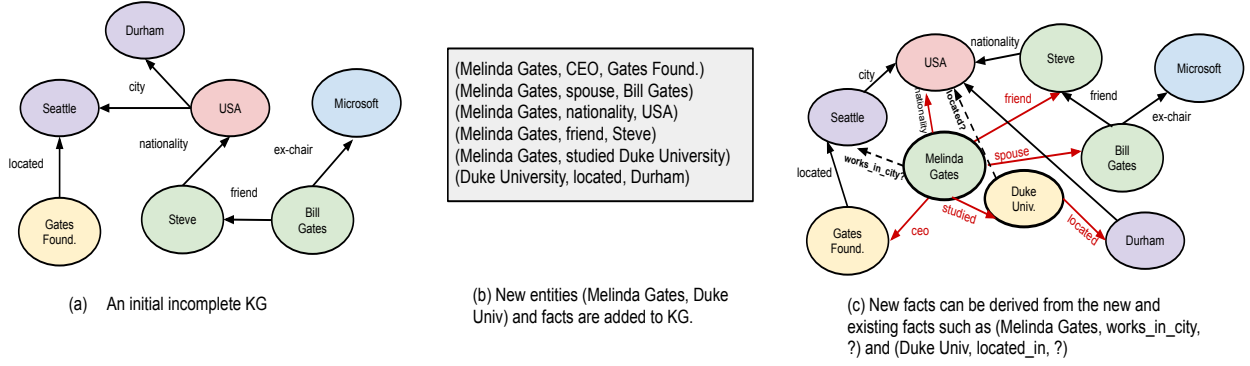 Durham
city
Seattle
USA
Microsoft
nationality
ex-chair
located
friend
Gates
Found.
Steve
Bill
Gates
(a) An initial incomplete KG
(Melinda Gates, CEO, Gates Found.)
(Melinda Gates, spouse, Bill Gates)
(Melinda Gates, nationality, USA)
(Melinda Gates, friend, Steve)
(Melinda Gates, studied Duke University)
(Duke University, located, Durham)
(b) New entities (Melinda Gates, Duke
Univ) and facts are added to KG.
USA
nationality
Steve
Microsoft
city
nationality
located?
friend
friend
ex-chair
Seattle
works_in_city?
Melinda
Gates
spouse
Bill
Gates
located
Duke
Univ.
studied
located
Gates
Found.
ceo
Durham
(c) New facts can be derived from the new and
existing facts such as (Melinda Gates, works_in_city,
?) and (Duke Univ, located_in, ?)